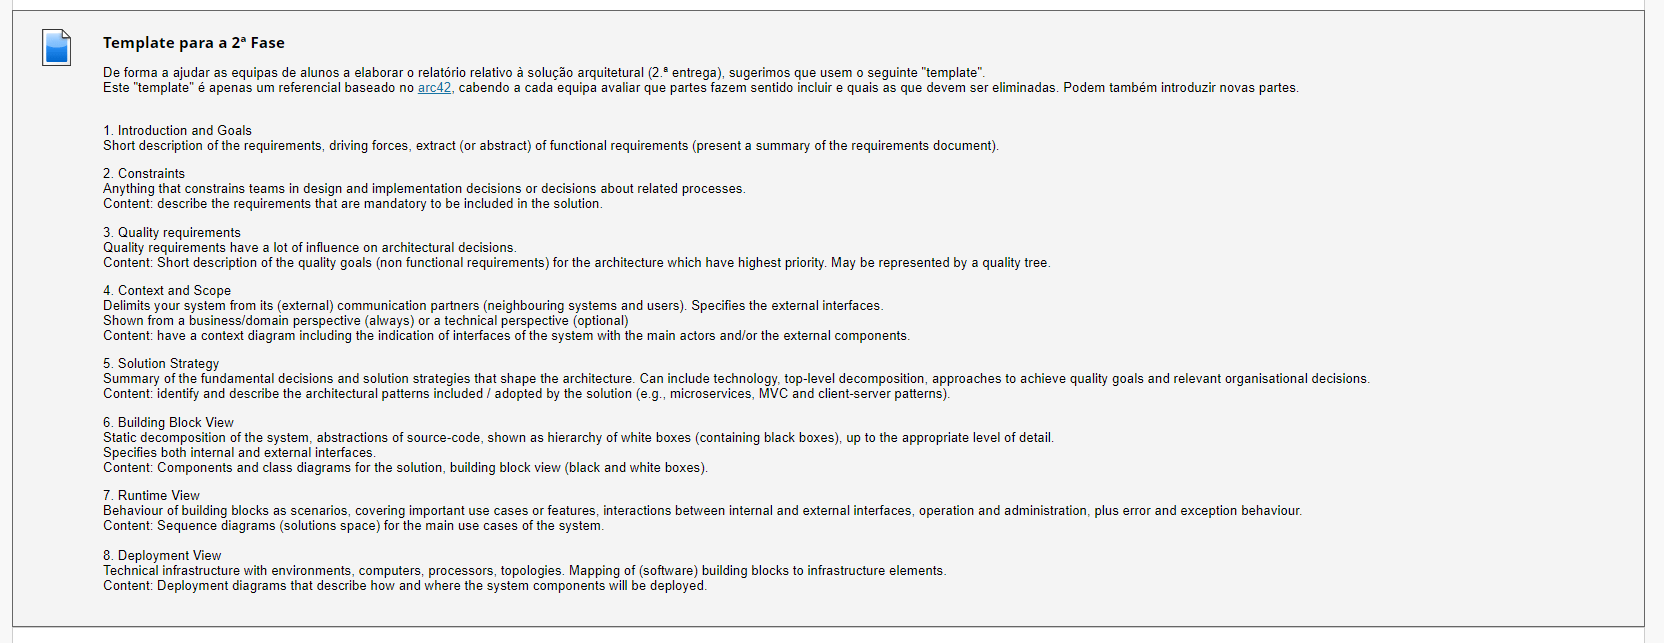 Template para a 2ª Fase
De forma a ajudar as equipas de alunos a elaborar o relatório relativo à solução arquitetural (2.ª entrega), sugerimos que usem o seguinte "template".
Este "template" é apenas um referencial baseado no arc42, cabendo a cada equipa avaliar que partes fazem sentido incluir e quais as que devem ser eliminadas. Podem também introduzir novas partes.
1. Introduction and Goals
Short description of the requirements, driving forces, extract (or abstract) of functional requirements (present a summary of the requirements document).
2. Constraints
Anything that constrains teams in design and implementation decisions or decisions about related processes.
Content: describe the requirements that are mandatory to be included in the solution.
3. Quality requirements
Quality requirements have a lot of influence on architectural decisions.
Content: Short description of the quality goals (non functional requirements) for the architecture which have highest priority. May be represented by a quality tree.
4. Context and Scope
Delimits your system from its (external) communication partners (neighbouring systems and users). Specifies the external interfaces.
Shown from a business/domain perspective (always) or a technical perspective (optional)
Content: have a context diagram including the indication of interfaces of the system with the main actors and/or the external components.
5. Solution Strategy
Summary of the fundamental decisions and solution strategies that shape the architecture. Can include technology, top-level decomposition, approaches to achieve quality goals and relevant organisational decisions.
Content: identify and describe the architectural patterns included / adopted by the solution (e.g., microservices, MVC and client-server patterns).
6. Building Block View
Static decomposition of the system, abstractions of source-code, shown as hierarchy of white boxes (containing black boxes), up to the appropriate level of detail.
Specifies both internal and external interfaces.
Content: Components and class diagrams for the solution, building block view (black and white boxes).
7. Runtime View
Behaviour of building blocks as scenarios, covering important use cases or features, interactions between internal and external interfaces, operation and administration, plus error and exception behaviour.
Content: Sequence diagrams (solutions space) for the main use cases of the system.
8. Deployment View
Technical infrastructure with environments, computers, processors, topologies. Mapping of (software) building blocks to infrastructure elements.
Content: Deployment diagrams that describe how and where the system components will be deployed.